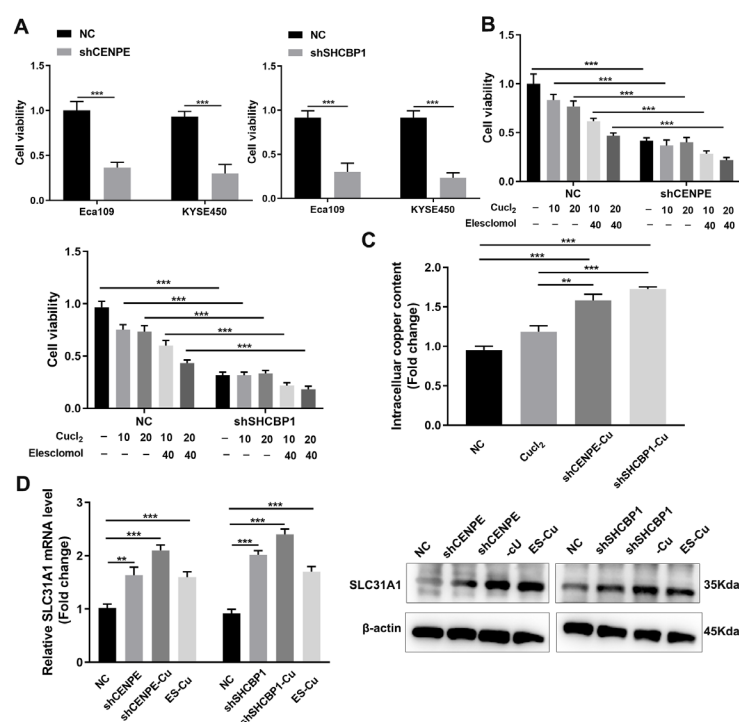 A
NC
shCENPE
Cell viability
1.5
1.0
0.5
0.0
***
***
Eca109
KYSE450
NC
shSHCBP1
Cell viability
1.5
1.0
0.5
0.0
***
***
Eca109
KYSE450
B
Cell viability
1.5
1.0
0.5
0.0
***
***
***
***
***
NC
shCENPE
Cucl2 – 10 20 10 20 – 10 20 10 20
Elesclomol – – – 40 40 – – – 40 40
Cell viability
1.5
1.0
0.5
0.0
***
***
***
***
***
NC
shSHCBP1
Cucl2 – 10 20 10 20 – 10 20 10 20
Elesclomol – – – 40 40 – – – 40 40
C
Intracelluar copper content
(Fold change)
2.0
1.5
1.0
0.5
0.0
***
***
***
**
NC
Cucl2
shCENPE-Cu
shSHCBP1-Cu
D
Relative SLC31A1 mRNA level
(Fold change)
3
2
1
0
***
***
**
***
***
***
NC
shCENPE
shCENPE-Cu
ES-Cu
NC
shSHCBP1
shSHCBP1-Cu
ES-Cu
NC
shCENPE
shCENPE
-cU
ES-Cu
NC
shSHCBP1
shSHCBP1
-Cu
ES-Cu
SLC31A1
35Kda
β-actin
45Kda